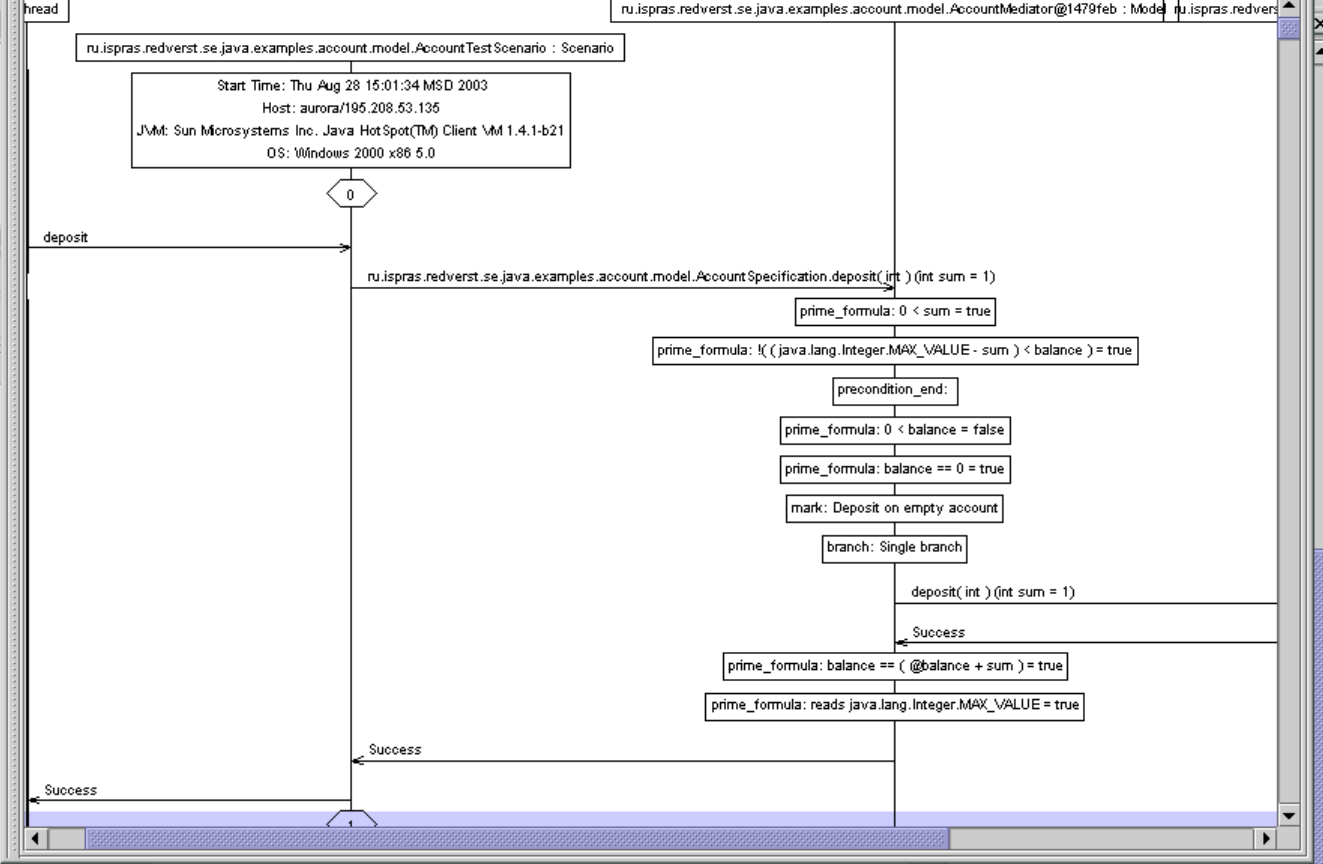 hread
ru.ispras.redverst.se.java.examples.account.model.AccountMediator@1479feb : Model
ru.ispras.redvers
ru.ispras.redverst.se.java.examples.account.model.AccountTestScenario : Scenario
Start Time: Thu Aug 28 15:01:34 MSD 2003
Host: aurora/195.208.53.135
JVM: Sun Microsystems Inc. Java HotSpot(TM) Client VM 1.4.1-b21
OS: Windows 2000 x86 5.0
0
deposit
ru.ispras.redverst.se.java.examples.account.model.AccountSpecification.deposit( int ) (int sum = 1)
prime_formula: 0 < sum = true
prime_formula: !( ( java.lang.Integer.MAX_VALUE - sum ) < balance ) = true
precondition_end:
prime_formula: 0 < balance = false
prime_formula: balance == 0 = true
mark: Deposit on empty account
branch: Single branch
deposit( int ) (int sum = 1)
Success
prime_formula: balance == ( @balance + sum ) = true
prime_formula: reads java.lang.Integer.MAX_VALUE = true
Success
Success
1